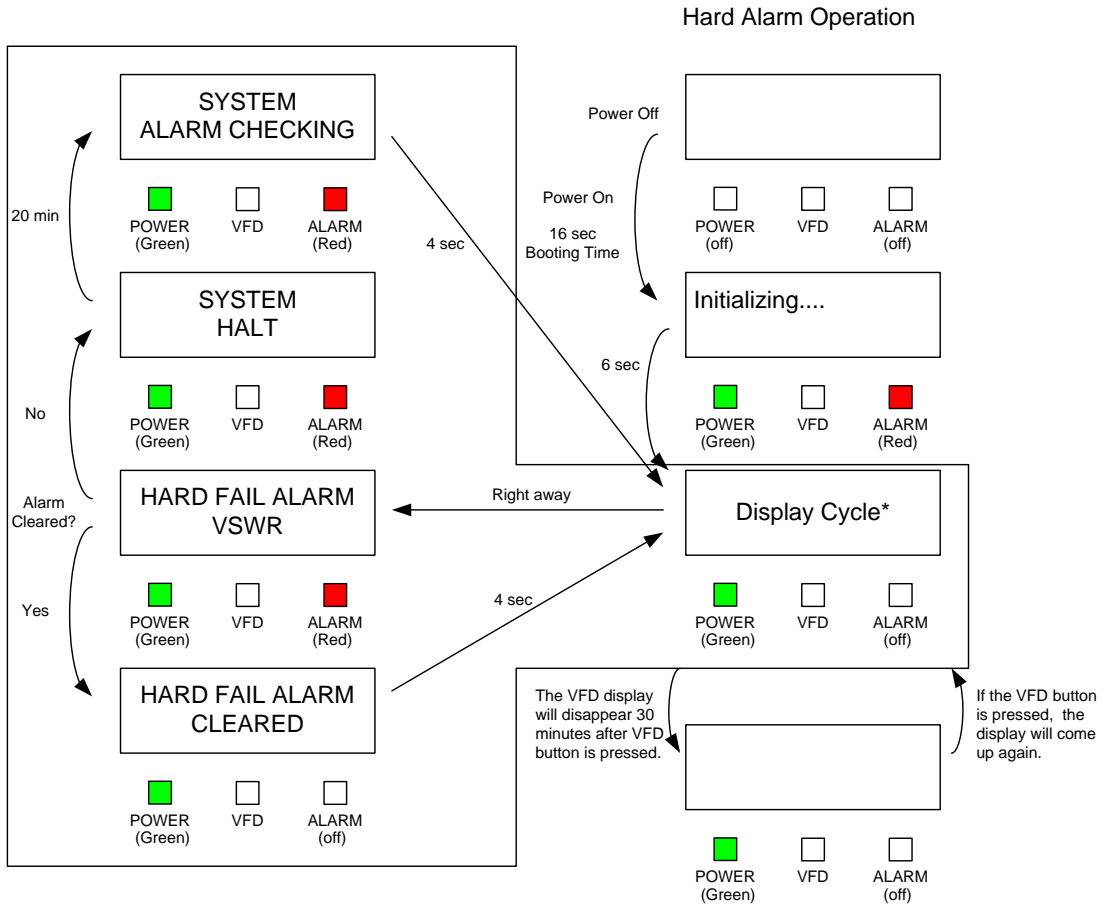 Hard Alarm Operation
SYSTEM
ALARM CHECKING
POWER
(Green)
VFD
ALARM
(Red)
20 min
SYSTEM
HALT
POWER
(Green)
VFD
ALARM
(Red)
No
HARD FAIL ALARM
VSWR
Alarm
Cleared?
POWER
(Green)
VFD
ALARM
(Red)
Yes
HARD FAIL ALARM
CLEARED
POWER
(Green)
VFD
ALARM
(off)
4 sec
Right away
4 sec
Power Off
POWER
(off)
VFD
ALARM
(off)
Power On
16 sec
Booting Time
Initializing....
POWER
(Green)
VFD
ALARM
(Red)
6 sec
Display Cycle*
POWER
(Green)
VFD
ALARM
(off)
The VFD display
will disappear 30
minutes after VFD
button is pressed.
If the VFD button
is pressed, the
display will come
up again.
POWER
(Green)
VFD
ALARM
(off)